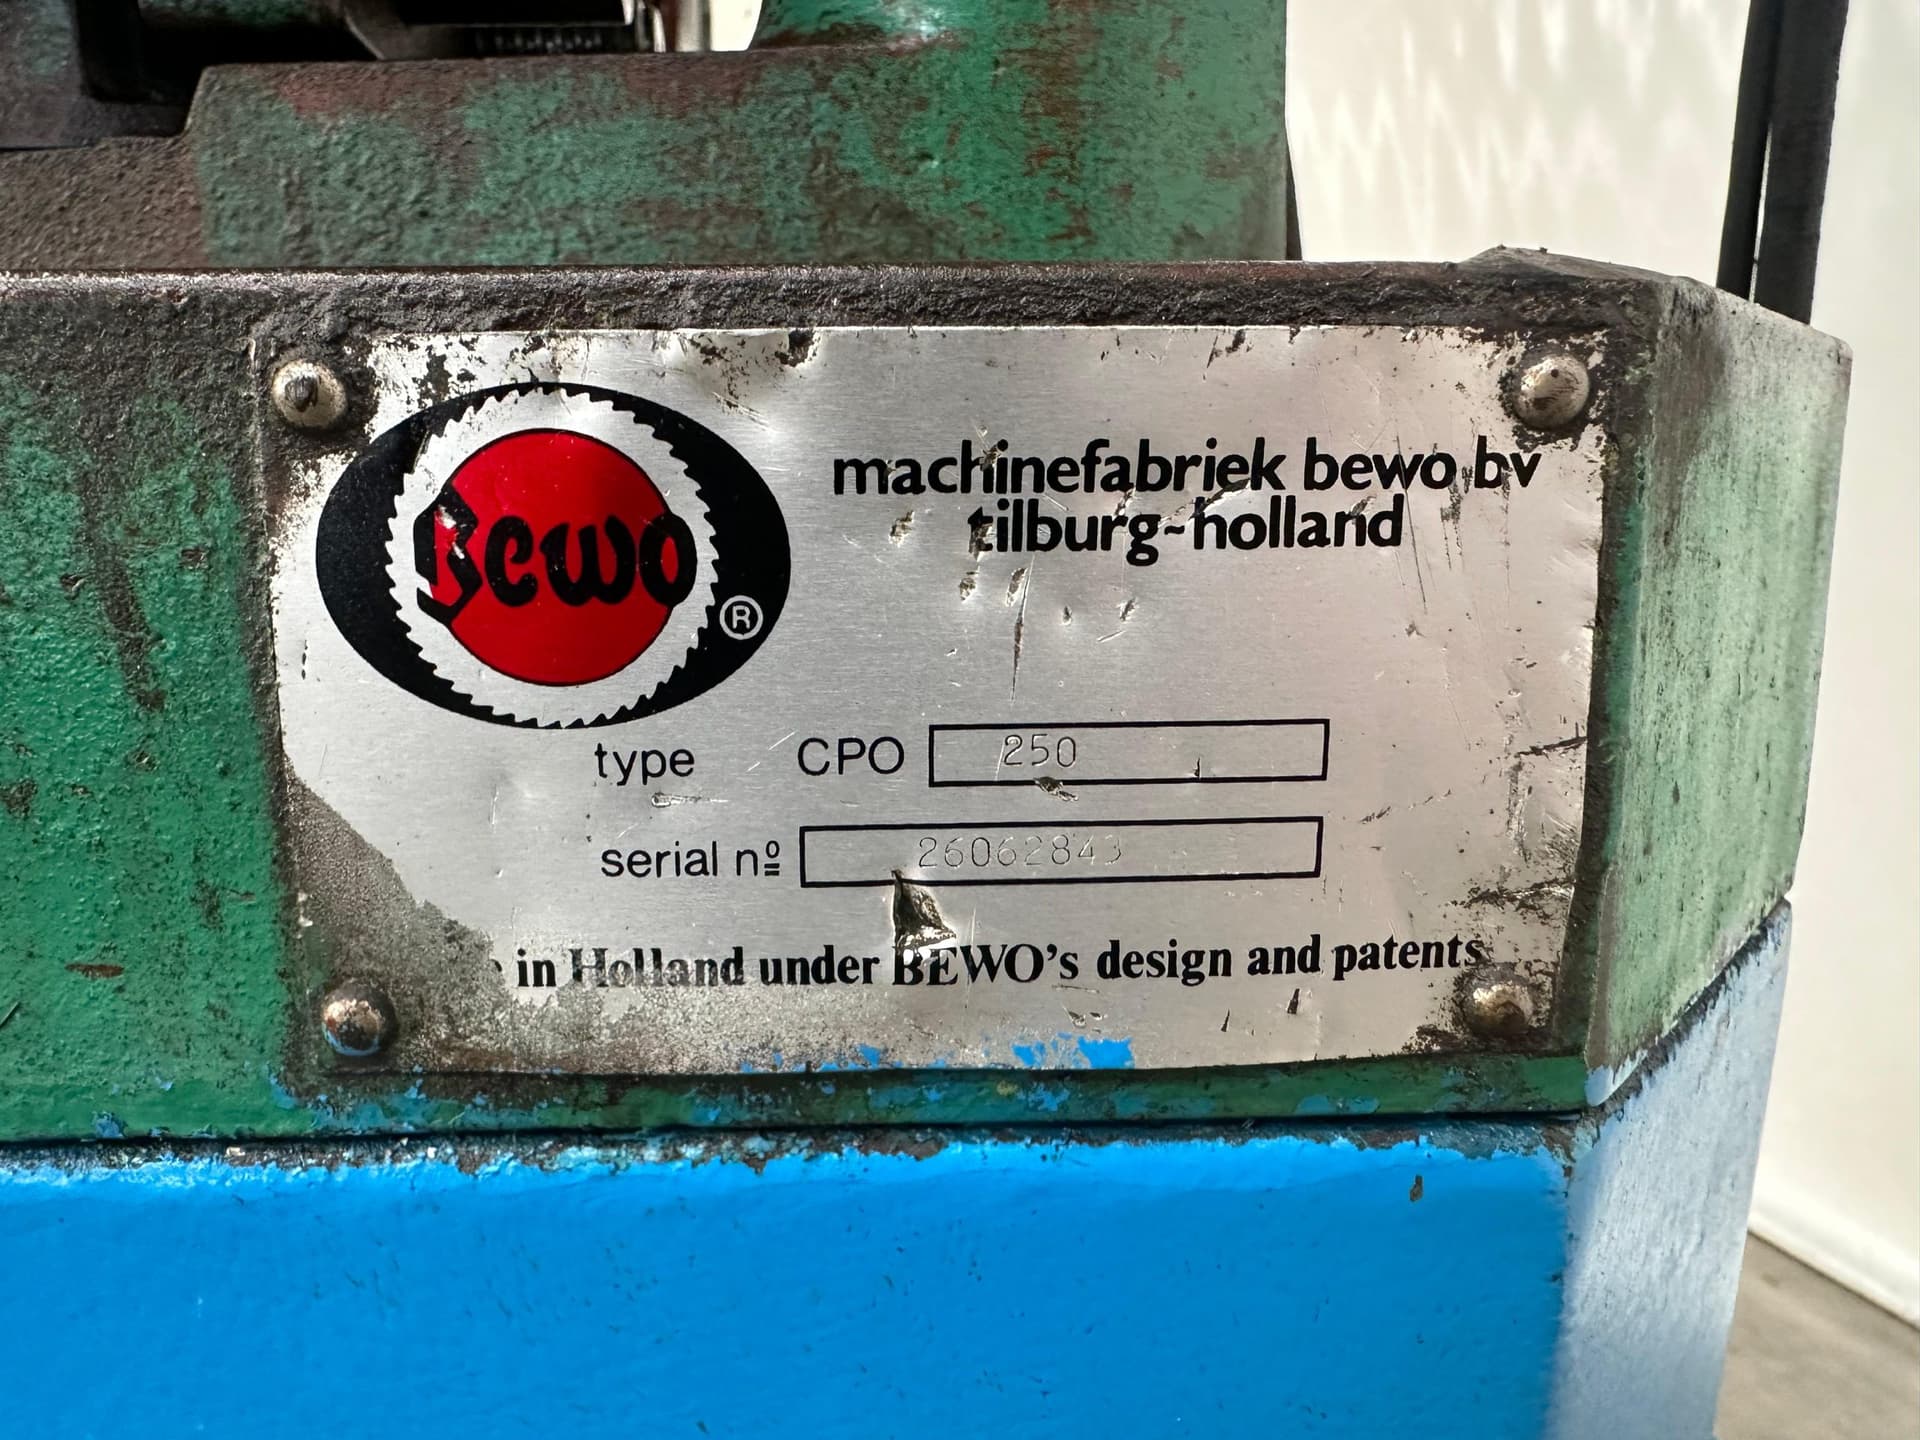 Bewo
®
machinefabriek bewo bv
tilburg-holland
type CPO 250
serial nº 26062843
in Holland under BEWO's design and patents